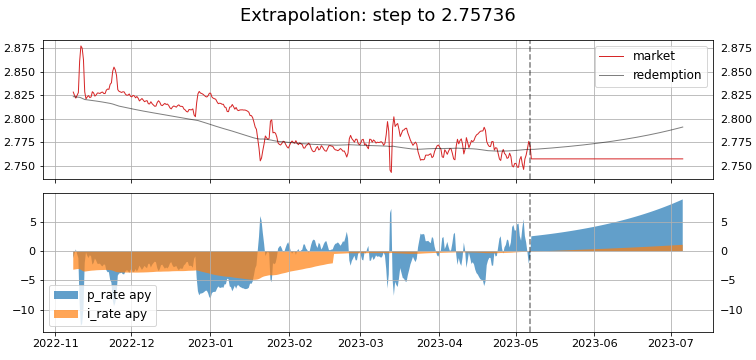 Extrapolation: step to 2.75736
2.875 2.875
2.850 2.850
2.825 2.825
2.800 2.800
2.775 2.775
2.750 2.750
market
redemption
5 5
0 0
−5 −5
−10 −10
p_rate apy
i_rate apy
2022-11 2022-12 2023-01 2023-02 2023-03 2023-04 2023-05 2023-06 2023-07